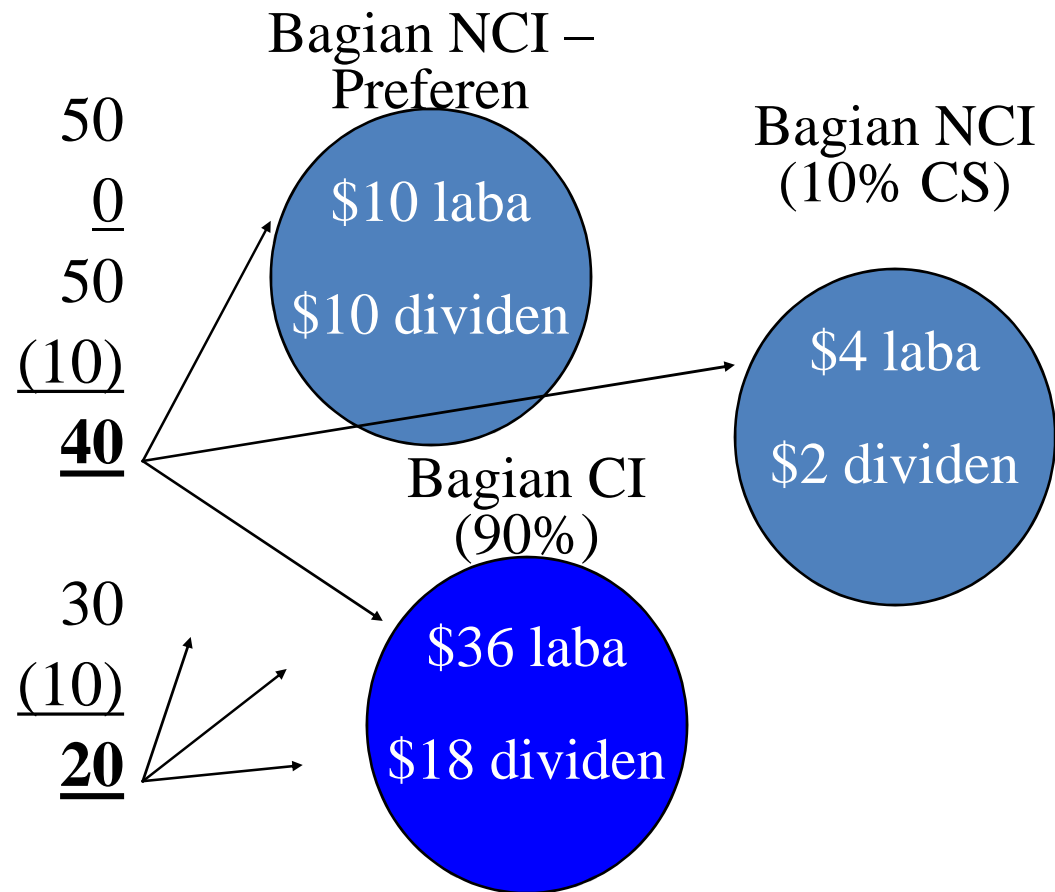 50
0
50
(10)
40
30
(10)
20
Bagian NCI –
Preferen
$10 laba
$10 dividen
Bagian NCI
(10% CS)
$4 laba
$2 dividen
Bagian CI
(90%)
$36 laba
$18 dividen